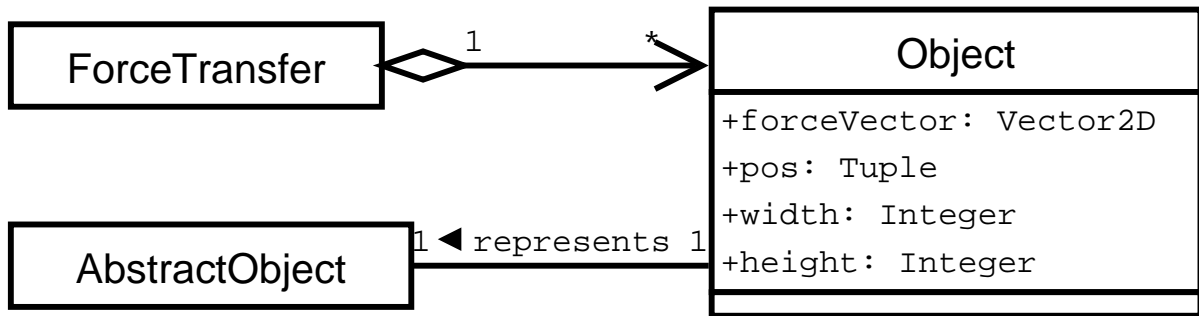 ForceTransfer
1
*
Object
+forceVector: Vector2D
+pos: Tuple
+width: Integer
+height: Integer
AbstractObject
1 ◀ represents 1